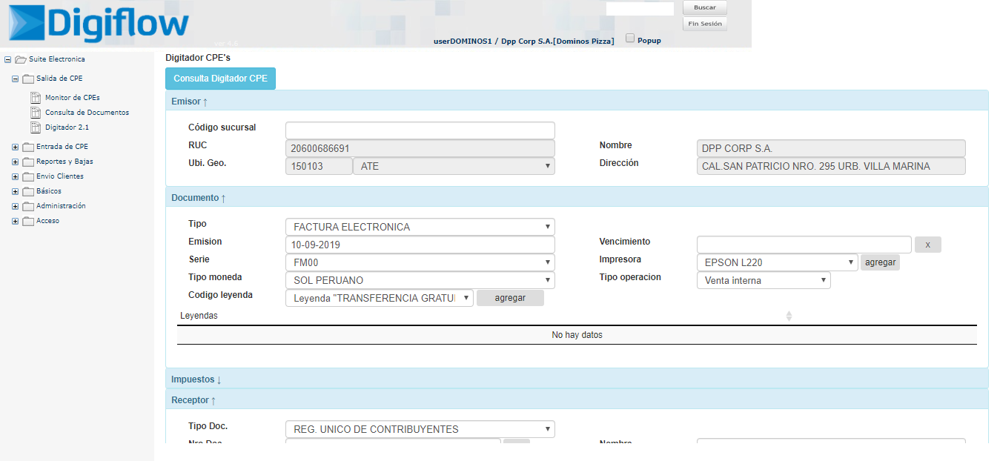 Digiflow
ver 4.6
Buscar
Fin Sesión
userDOMINOS1 / Dpp Corp S.A.[Dominos Pizza]
Popup
Suite Electronica
Salida de CPE
Monitor de CPEs
Consulta de Documentos
Digitador 2.1
Entrada de CPE
Reportes y Bajas
Envio Clientes
Básicos
Administración
Acceso
Digitador CPE's
Consulta Digitador CPE
Emisor ↑
Código sucursal
RUC 20600686691 Nombre DPP CORP S.A.
Ubi. Geo. 150103 ATE Dirección CAL.SAN PATRICIO NRO. 295 URB. VILLA MARINA
Documento ↑
Tipo FACTURA ELECTRONICA
Emision 10-09-2019 Vencimiento x
Serie FM00 Impresora EPSON L220 agregar
Tipo moneda SOL PERUANO Tipo operacion Venta interna
Codigo leyenda Leyenda "TRANSFERENCIA GRATUI agregar
Leyendas
No hay datos
Impuestos ↓
Receptor ↑
Tipo Doc. REG. UNICO DE CONTRIBUYENTES
Nro Doc. Nombre